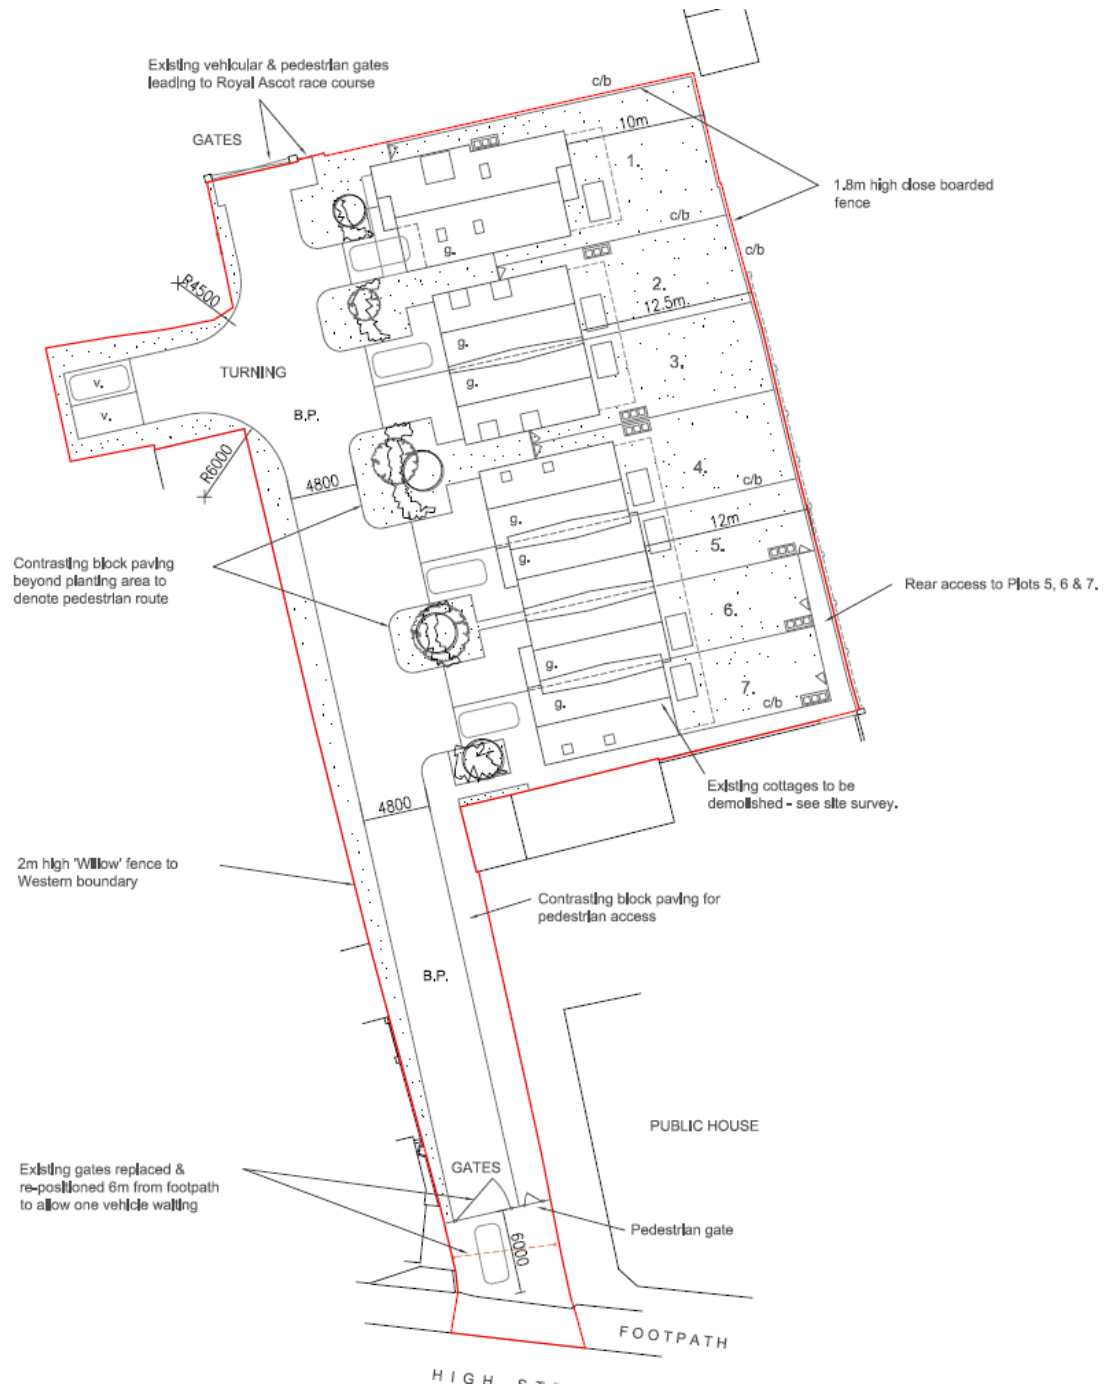 Existing vehicular & pedestrian gates
leading to Royal Ascot race course
GATES
c/b
10m
1.
1.8m high close boarded
fence
c/b
c/b
g.
2.
12.5m.
R4500
g.
g.
3.
TURNING
v.
v.
B.P.
R6000
4800
4.
c/b
g.
12m
5.
g.
Contrasting block paving
beyond planting area to
denote pedestrian route
Rear access to Plots 5, 6 & 7.
6.
g.
7.
c/b
g.
Existing cottages to be
demolished - see site survey.
4800
2m high 'Willow' fence to
Western boundary
Contrasting block paving for
pedestrian access
B.P.
PUBLIC HOUSE
Existing gates replaced &
re-positioned 6m from footpath
to allow one vehicle waiting
GATES
Pedestrian gate
6000
FOOTPATH
HIGH